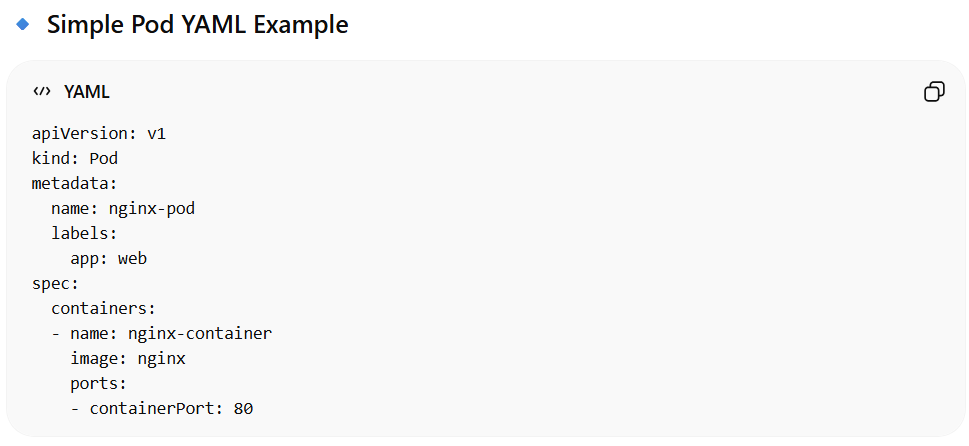 Simple Pod YAML Example
YAML
apiVersion: v1
kind: Pod
metadata:
  name: nginx-pod
  labels:
    app: web
spec:
  containers:
  - name: nginx-container
    image: nginx
    ports:
    - containerPort: 80